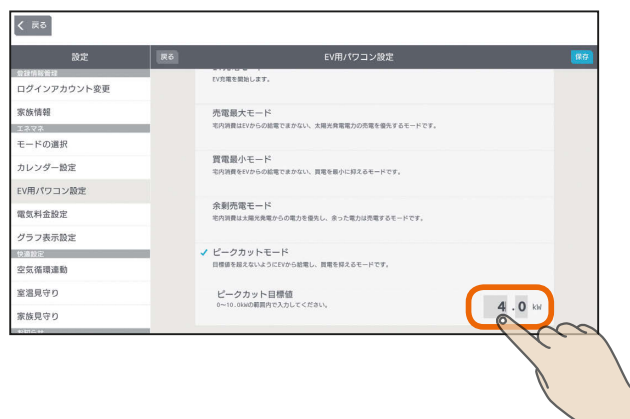 戻る
設定
戻る
EV用パワコン設定
保存
登録情報管理
ログインアカウント変更
家族情報
エネマネ
モードの選択
カレンダー設定
EV用パワコン設定
電気料金設定
グラフ表示設定
快適設定
空気循環連動
室温見守り
家族見守り
EV充電を開始します。
売電最大モード
宅内消費はEVからの給電でまかない、太陽光発電電力の売電を優先するモードです。
買電最小モード
宅内消費をEVからの給電でまかない、買電を最小に抑えるモードです。
余剰売電モード
宅内消費は太陽光発電からの電力を優先し、余った電力は売電するモードです。
ピークカットモード
目標値を超えないようにEVから給電し、買電を抑えるモードです。
ピークカット目標値
0～10.0kWの範囲内で入力してください。
4.0 kW